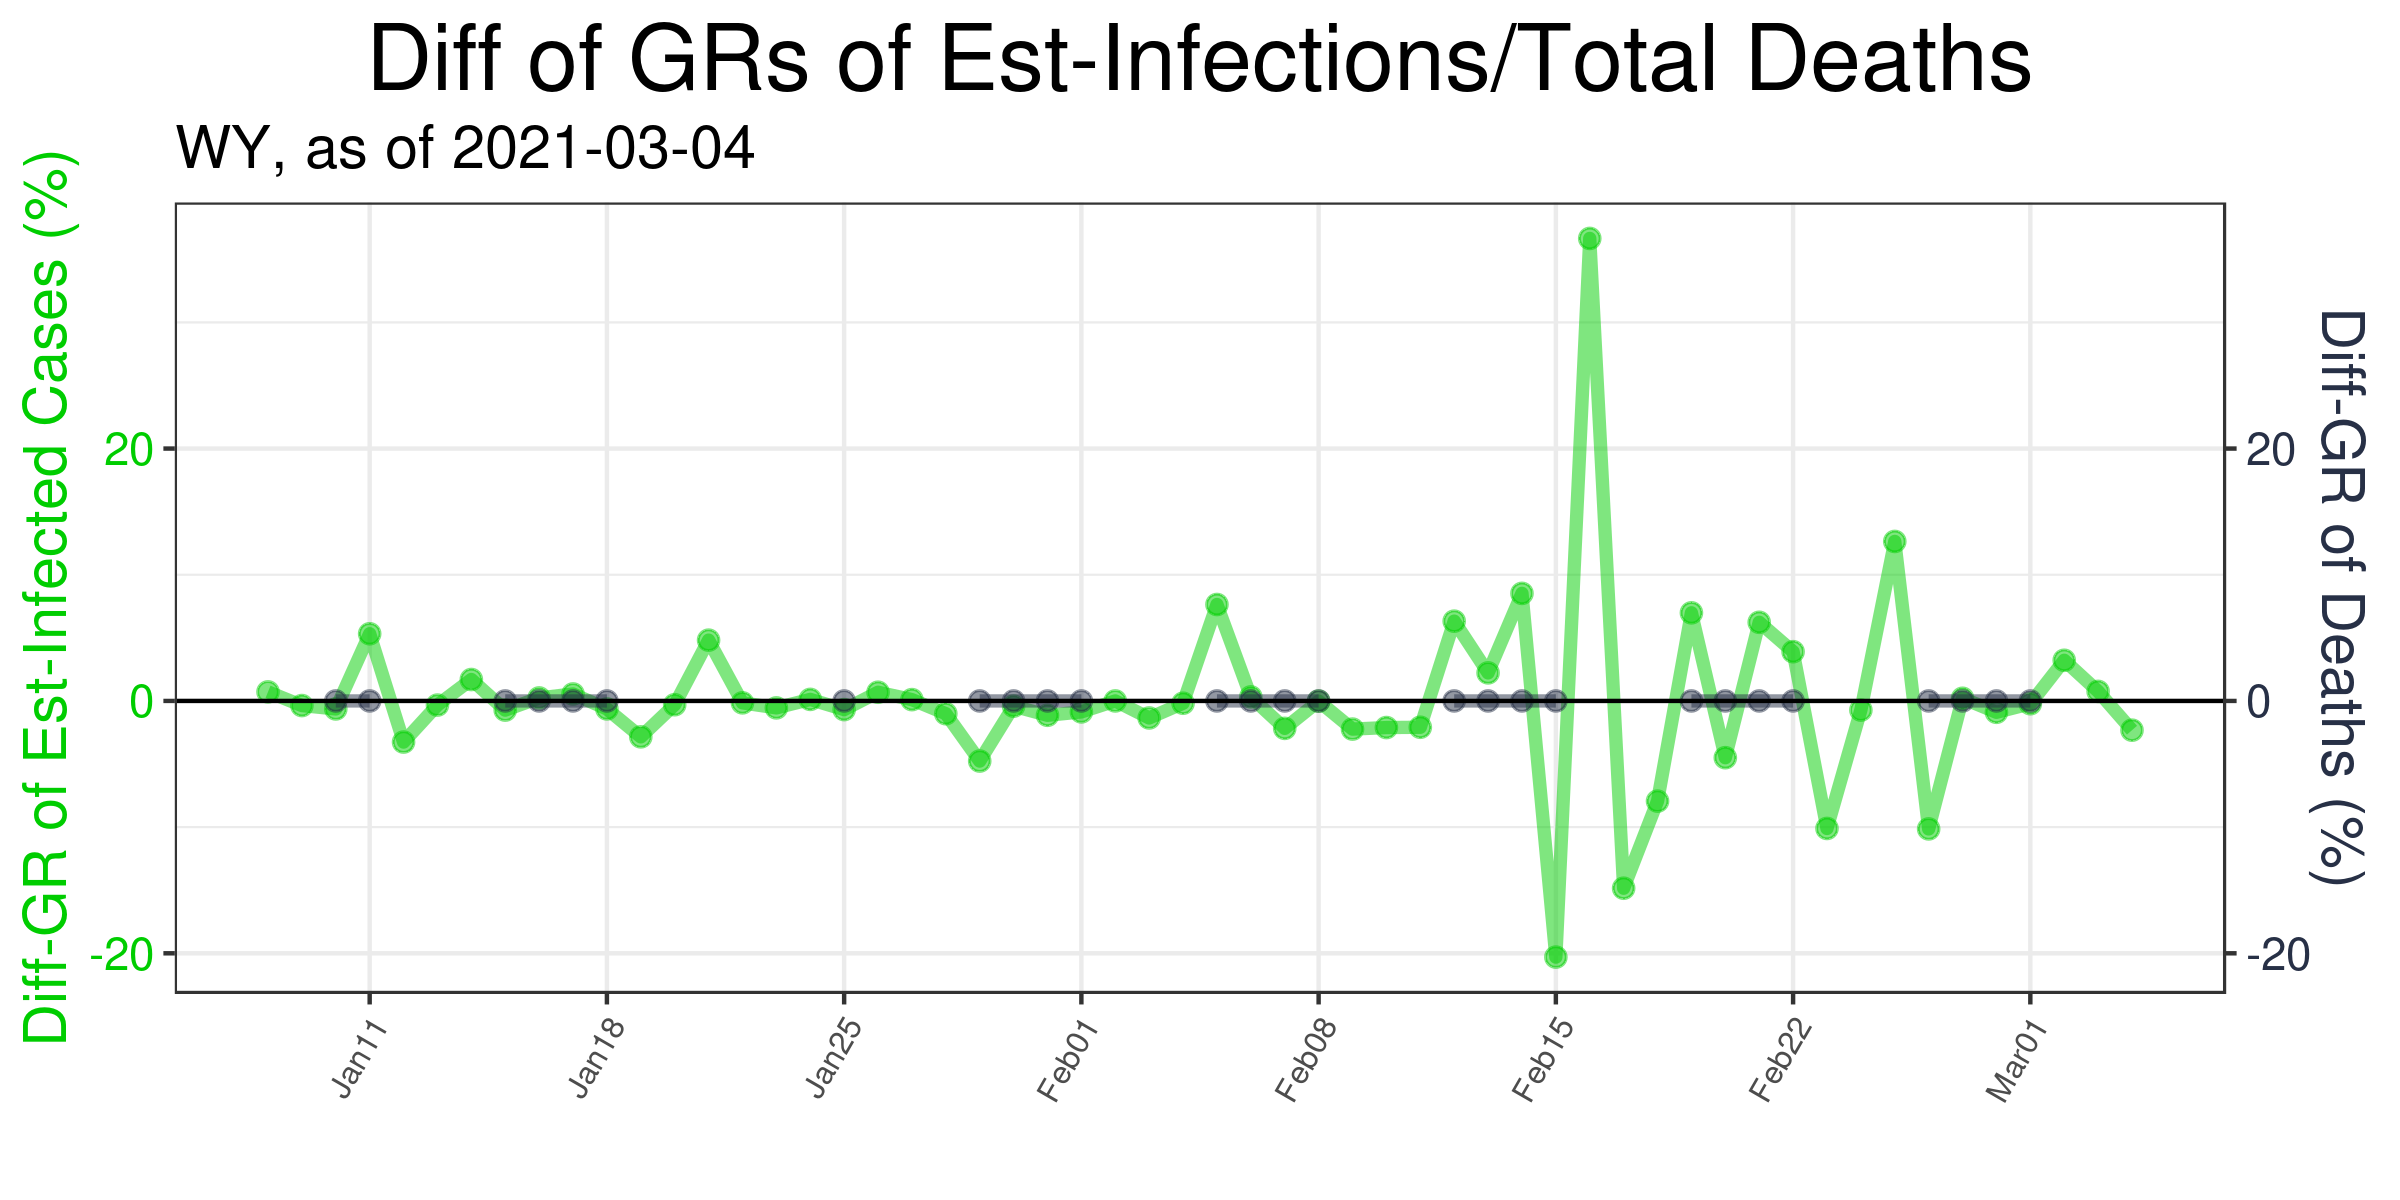 Diff of GRs of Est-Infections/Total Deaths
WY, as of 2021-03-04
Diff-GR of Est-Infected Cases (%)
20
0
-20
20
0
-20
Diff-GR of Deaths (%)
Jan11
Jan18
Jan25
Feb01
Feb08
Feb15
Feb22
Mar01